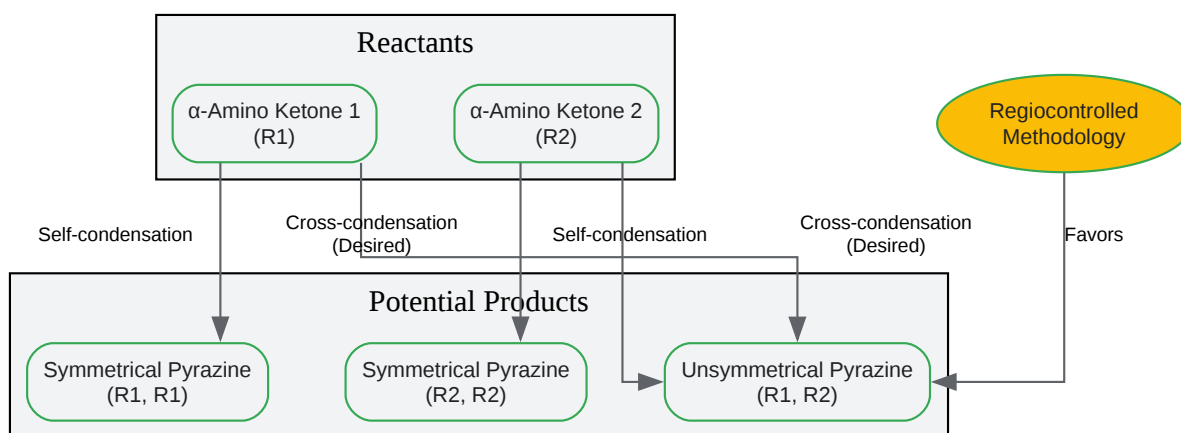 Reactants
α-Amino Ketone 1
(R1)
α-Amino Ketone 2
(R2)
Regiocontrolled
Methodology
Self-condensation
Cross-condensation
(Desired)
Self-condensation
Cross-condensation
(Desired)
Favors
Potential Products
Symmetrical Pyrazine
(R1, R1)
Symmetrical Pyrazine
(R2, R2)
Unsymmetrical Pyrazine
(R1, R2)